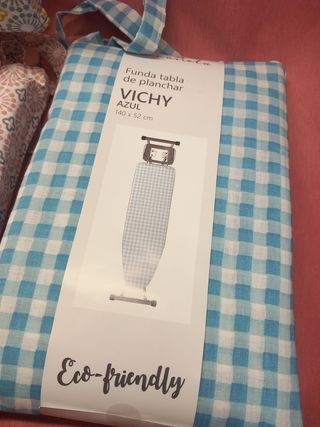 Funda tabla
de planchar
VICHY
AZUL
140 x 52 cm
Eco-friendly